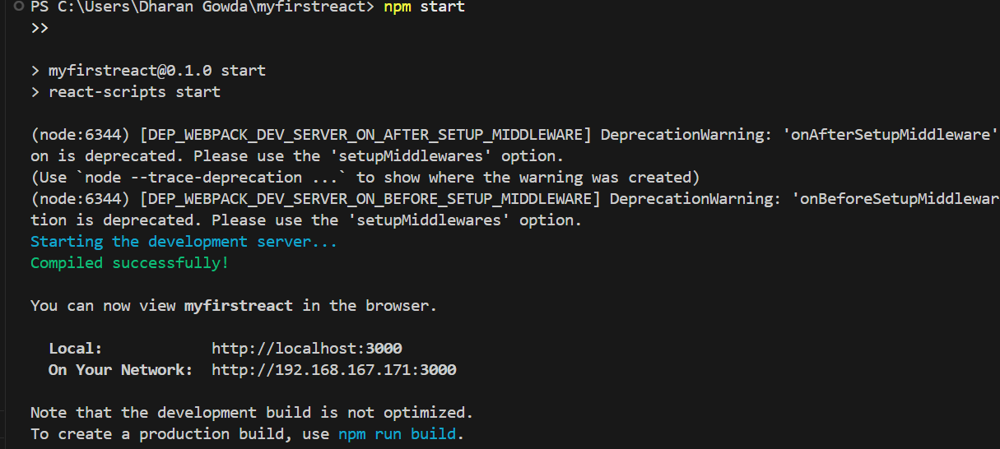 PS C:\Users\Dharan Gowda\myfirstreact> npm start
>>
> myfirstreact@0.1.0 start
> react-scripts start
(node:6344) [DEP_WEBPACK_DEV_SERVER_ON_AFTER_SETUP_MIDDLEWARE] DeprecationWarning: 'onAfterSetupMiddleware'
on is deprecated. Please use the 'setupMiddlewares' option.
(Use `node --trace-deprecation ...` to show where the warning was created)
(node:6344) [DEP_WEBPACK_DEV_SERVER_ON_BEFORE_SETUP_MIDDLEWARE] DeprecationWarning: 'onBeforeSetupMiddlewar
tion is deprecated. Please use the 'setupMiddlewares' option.
Starting the development server...
Compiled successfully!
You can now view myfirstreact in the browser.
Local: http://localhost:3000
On Your Network: http://192.168.167.171:3000
Note that the development build is not optimized.
To create a production build, use npm run build.